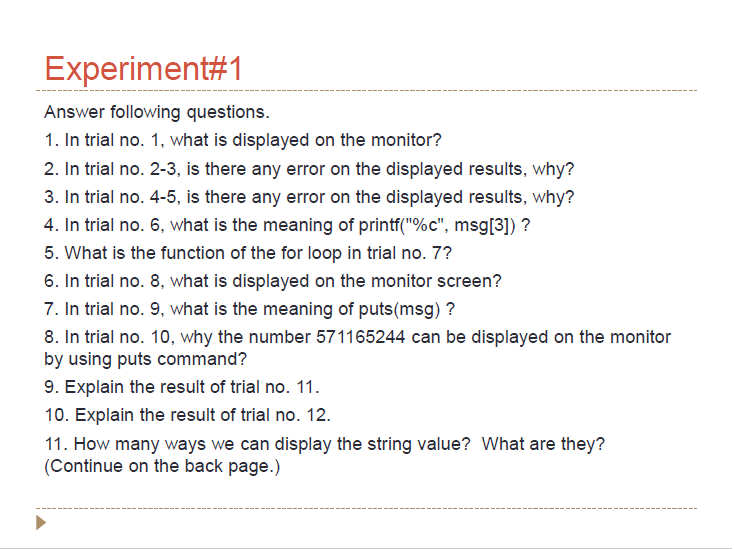 Experiment#1
Answer following questions.
1. In trial no. 1, what is displayed on the monitor?
2. In trial no. 2-3, is there any error on the displayed results, why?
3. In trial no. 4-5, is there any error on the displayed results, why?
4. In trial no. 6, what is the meaning of printf("%c", msg[3]) ?
5. What is the function of the for loop in trial no. 7?
6. In trial no. 8, what is displayed on the monitor screen?
7. In trial no. 9, what is the meaning of puts(msg) ?
8. In trial no. 10, why the number 571165244 can be displayed on the monitor
by using puts command?
9. Explain the result of trial no. 11.
10. Explain the result of trial no. 12.
11. How many ways we can display the string value?  What are they?
(Continue on the back page.)